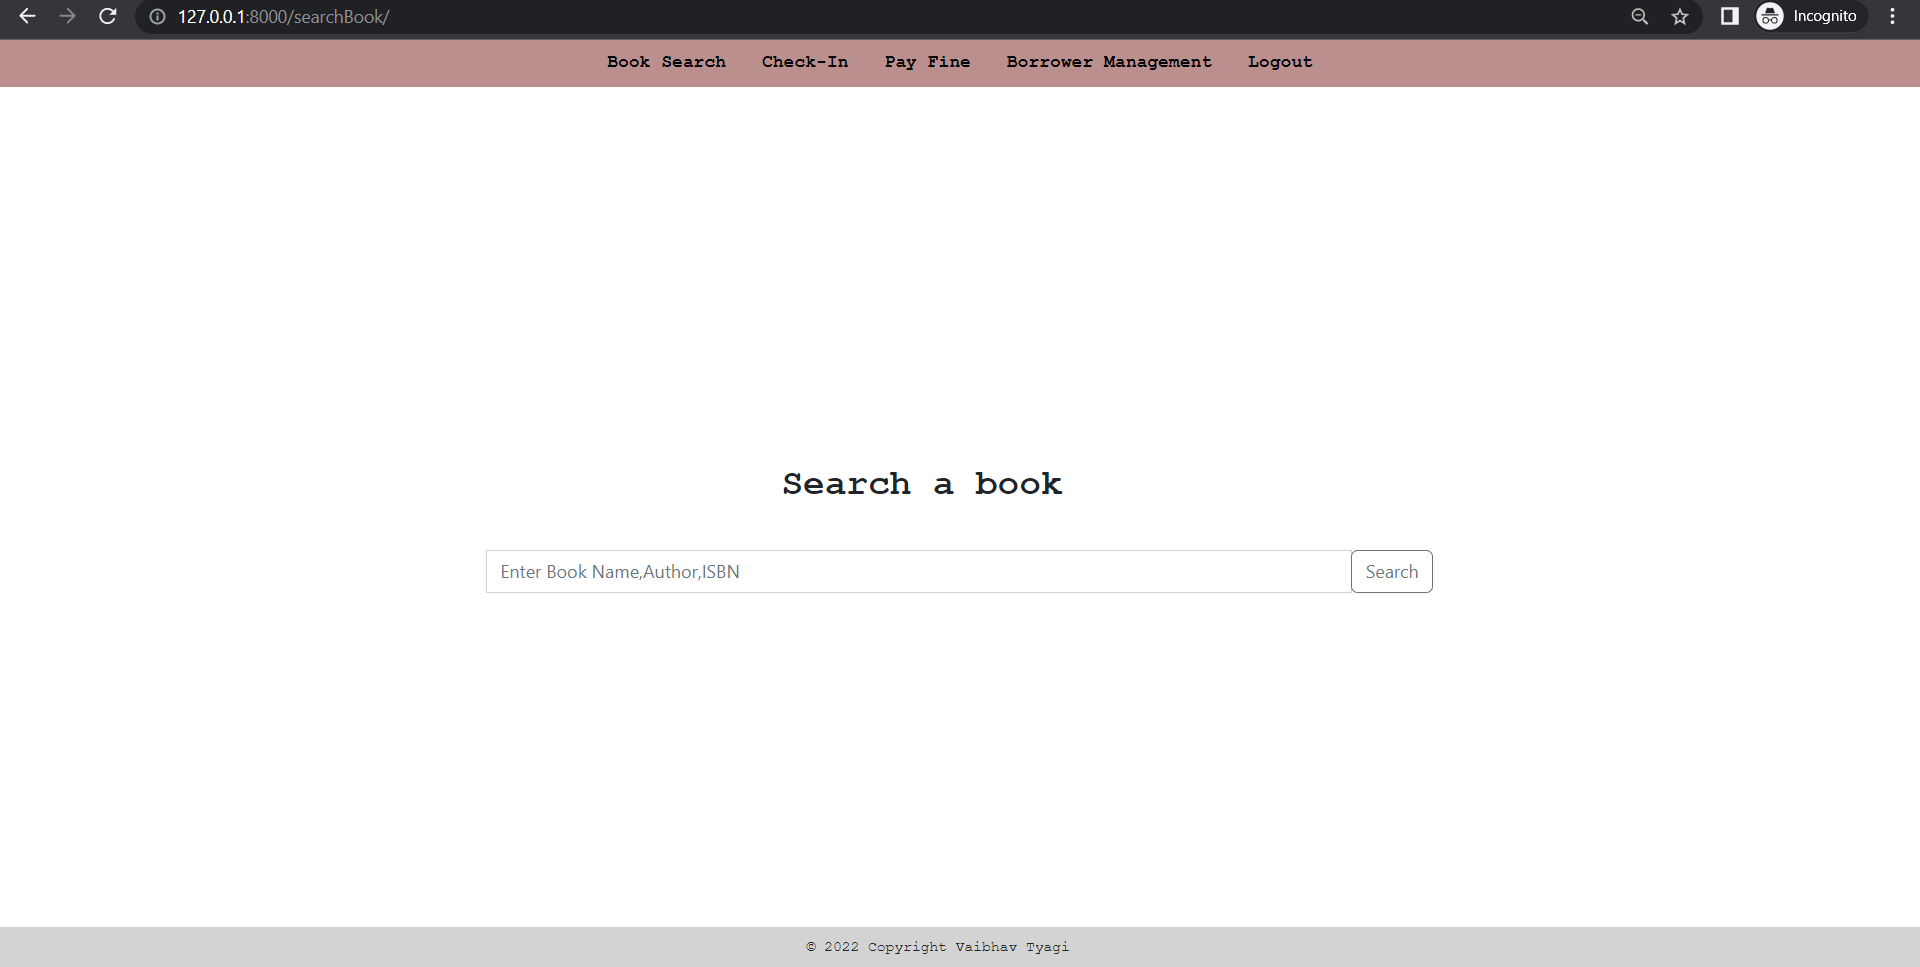 127.0.0.1:8000/searchBook/ Incognito
Book Search Check-In Pay Fine Borrower Management Logout
Search a book
Enter Book Name,Author,ISBN Search
© 2022 Copyright Vaibhav Tyagi